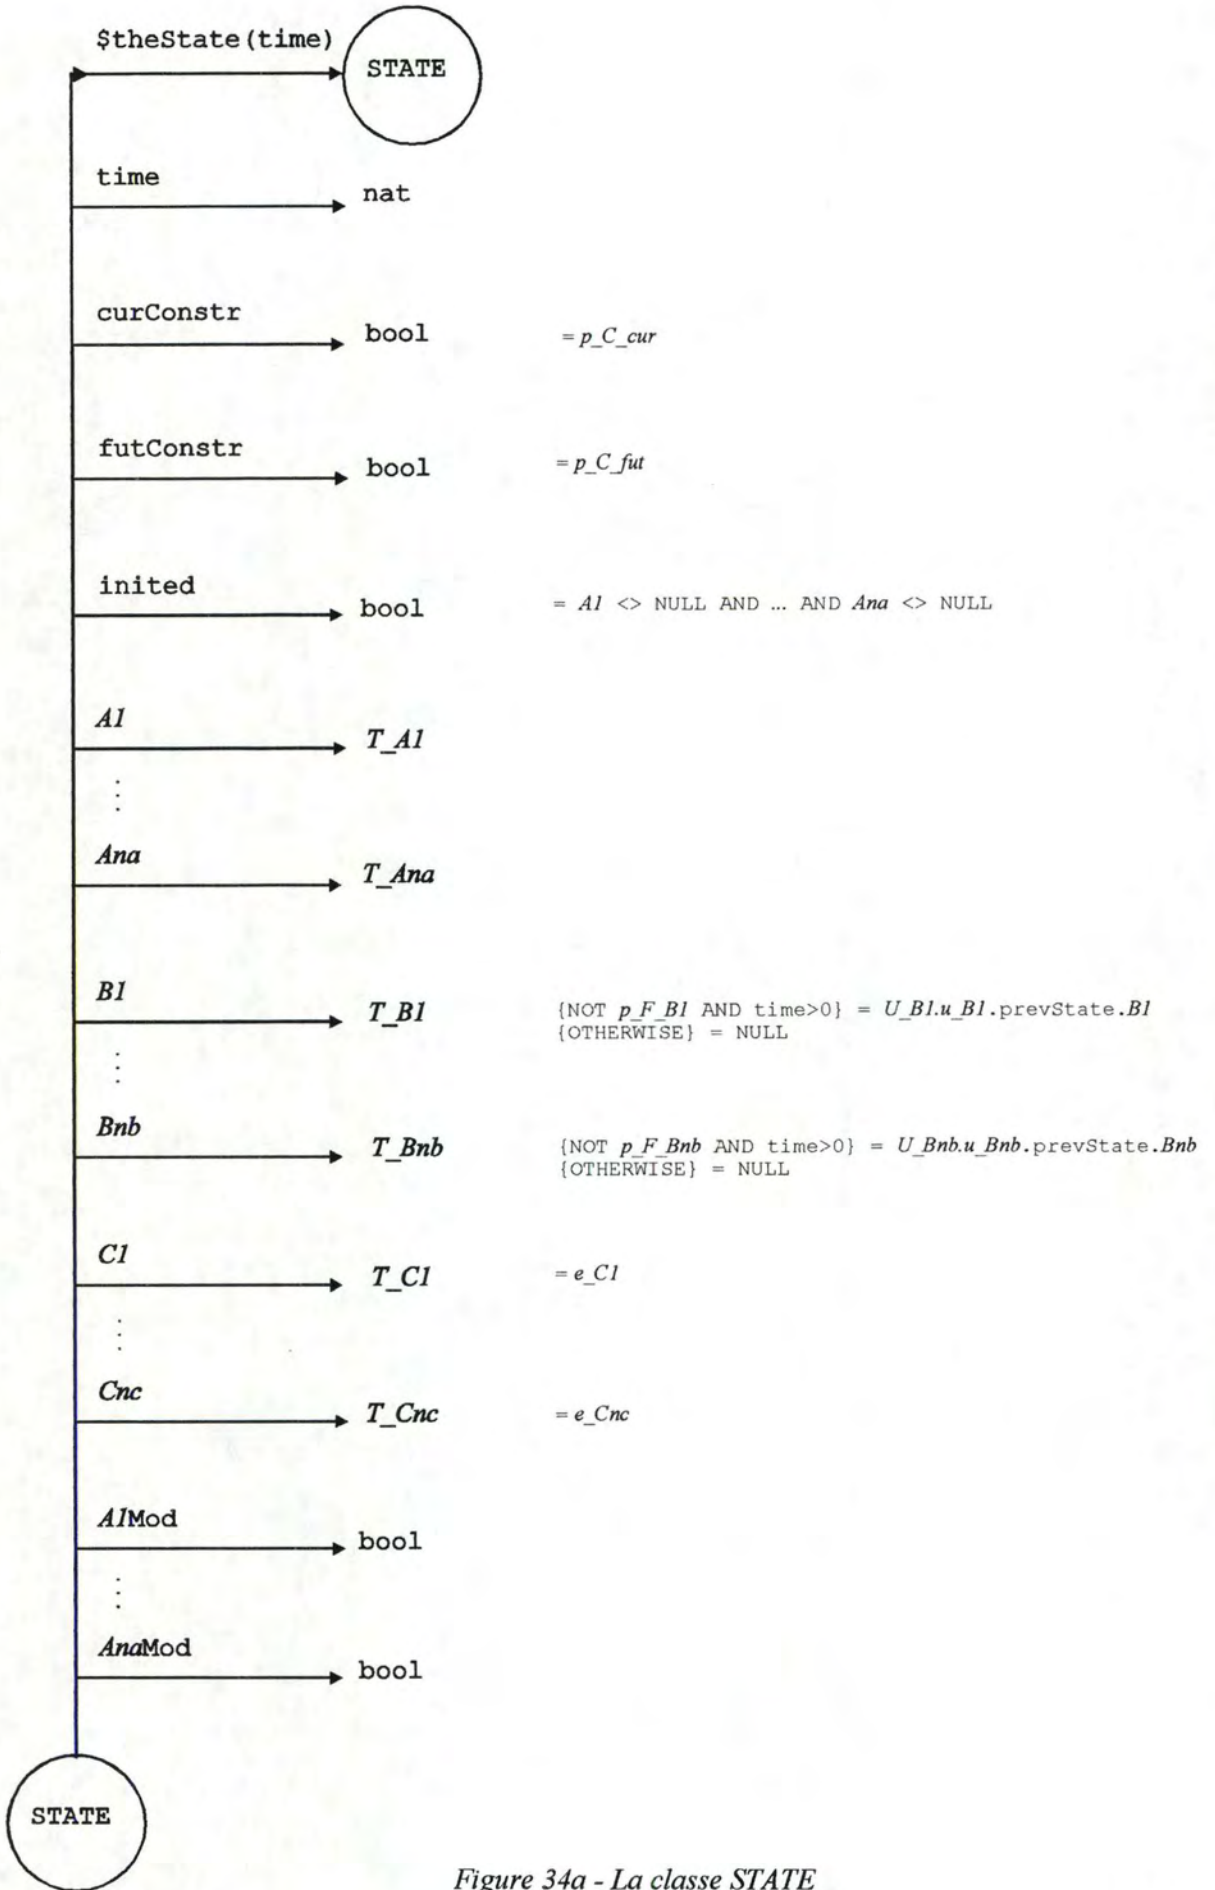 $theState(time)
STATE
time
nat
curConstr
bool = p_C_cur
futConstr
bool = p_C_fut
inited
bool = A1 <> NULL AND ... AND Ana <> NULL
A1
T_A1
⋮
Ana
T_Ana
B1
T_B1 {NOT p_F_B1 AND time>0} = U_B1.u_B1.prevState.B1
{OTHERWISE} = NULL
⋮
Bnb
T_Bnb {NOT p_F_Bnb AND time>0} = U_Bnb.u_Bnb.prevState.Bnb
{OTHERWISE} = NULL
C1
T_C1 = e_C1
⋮
Cnc
T_Cnc = e_Cnc
A1Mod
bool
⋮
AnaMod
bool
STATE
Figure 34a - La classe STATE